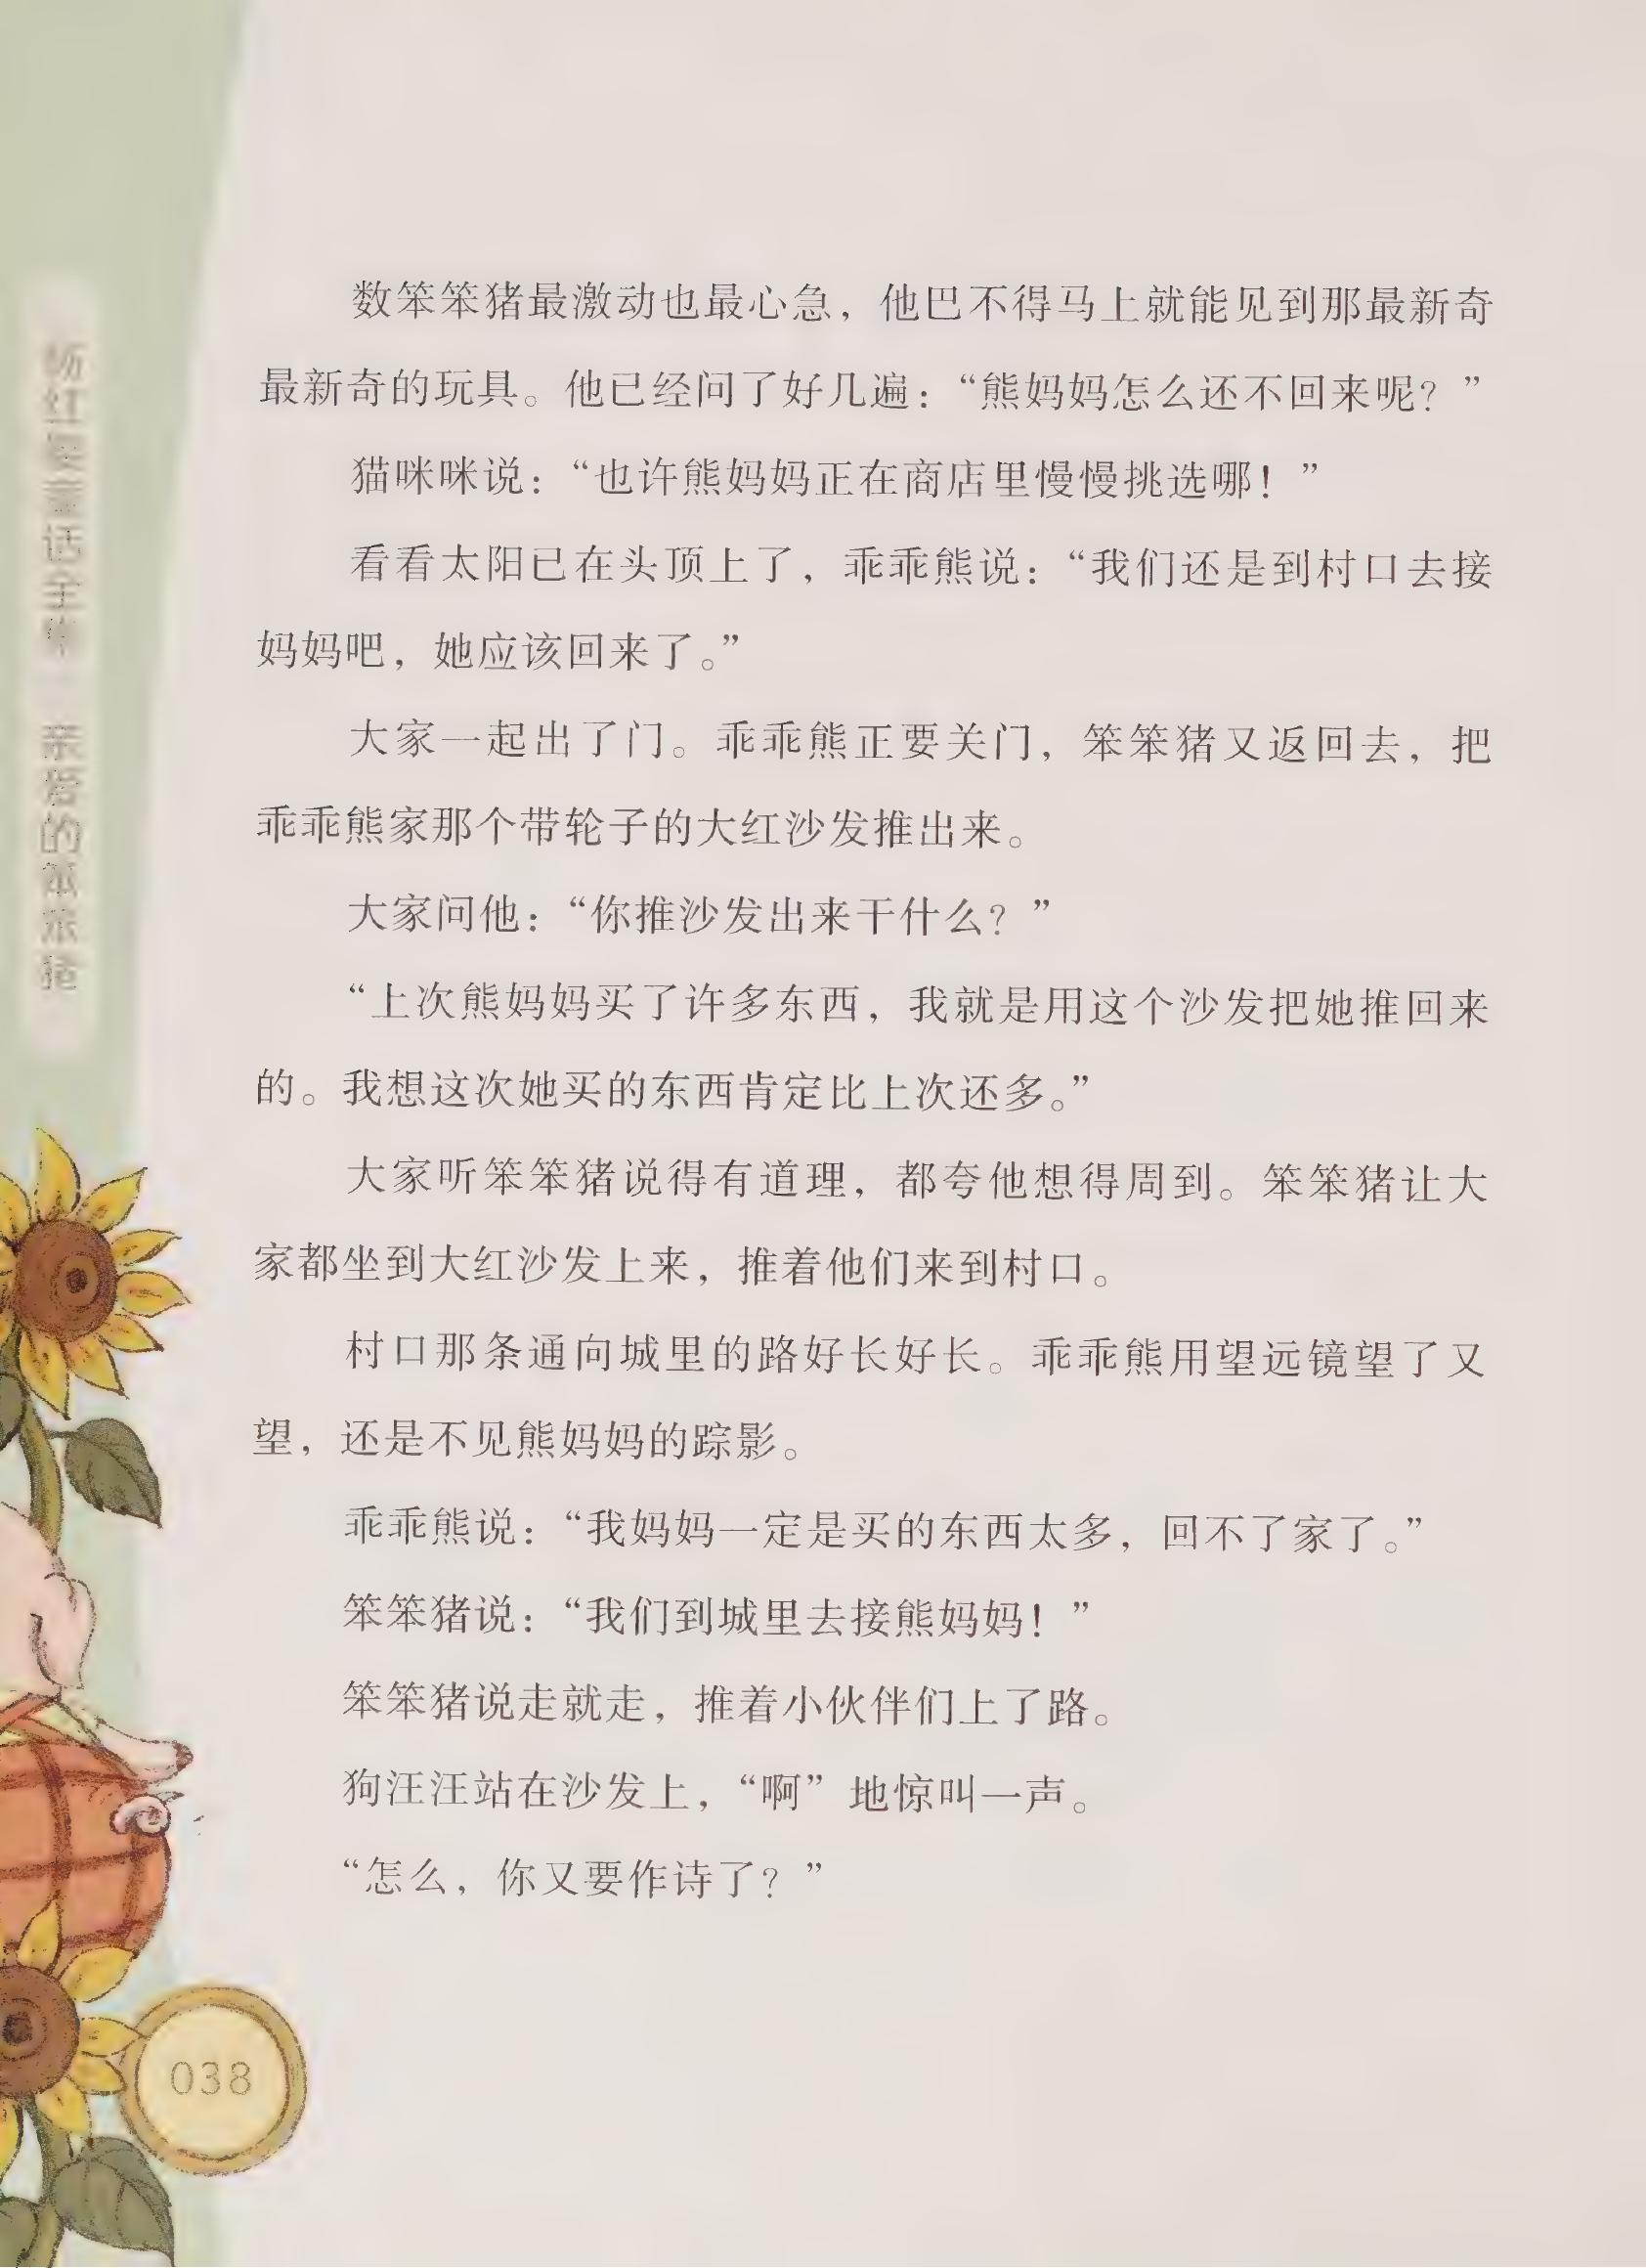 杨红樱童话全集
亲爱的笨笨猪
数笨笨猪最激动也最心急，他巴不得马上就能见到那最新奇
最新奇的玩具。他已经问了好几遍：“熊妈妈怎么还不回来呢？”
猫咪咪说：“也许熊妈妈正在商店里慢慢挑选哪！”
看看太阳已在头顶上了，乖乖熊说：“我们还是到村口去接
妈妈吧，她应该回来了。”
大家一起出了门。乖乖熊正要关门，笨笨猪又返回去，把
乖乖熊家那个带轮子的大红沙发推出来。
大家问他：“你推沙发出来干什么？”
“上次熊妈妈买了许多东西，我就是用这个沙发把她推回来
的。我想这次她买的东西肯定比上次还多。”
大家听笨笨猪说得有道理，都夸他想得周到。笨笨猪让大
家都坐到大红沙发上来，推着他们来到村口。
村口那条通向城里的路好长好长。乖乖熊用望远镜望了又
望，还是不见熊妈妈的踪影。
乖乖熊说：“我妈妈一定是买的东西太多，回不了家了。”
笨笨猪说：“我们到城里去接熊妈妈！”
笨笨猪说走就走，推着小伙伴们上了路。
狗汪汪站在沙发上，“啊”地惊叫一声。
“怎么，你又要作诗了？”
038